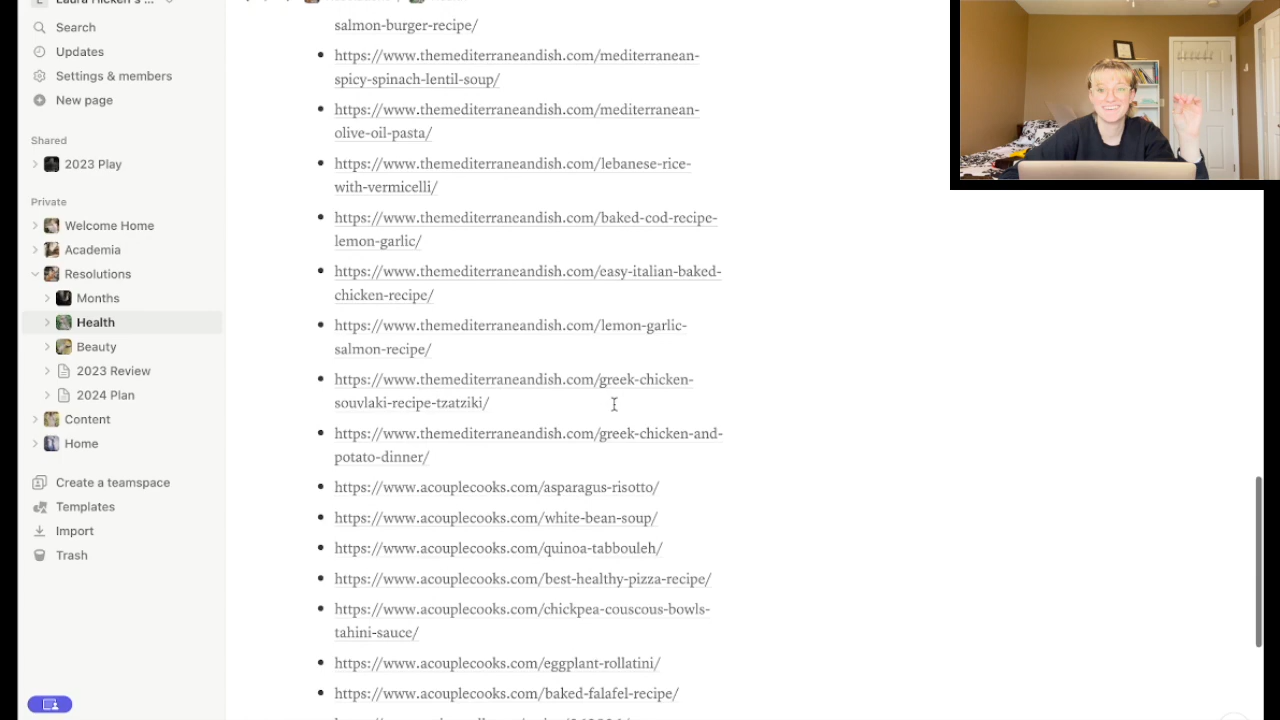 Laura Hicken's ...
Search
Updates
Settings & members
New page
Shared
2023 Play
Private
Welcome Home
Academia
Resolutions
Months
Health
Beauty
2023 Review
2024 Plan
Content
Home
Create a teamspace
Templates
Import
Trash
salmon-burger-recipe/
https://www.themediterraneandish.com/mediterranean-
spicy-spinach-lentil-soup/
https://www.themediterraneandish.com/mediterranean-
olive-oil-pasta/
https://www.themediterraneandish.com/lebanese-rice-
with-vermicelli/
https://www.themediterraneandish.com/baked-cod-recipe-
lemon-garlic/
https://www.themediterraneandish.com/easy-italian-baked-
chicken-recipe/
https://www.themediterraneandish.com/lemon-garlic-
salmon-recipe/
https://www.themediterraneandish.com/greek-chicken-
souvlaki-recipe-tzatziki/
https://www.themediterraneandish.com/greek-chicken-and-
potato-dinner/
https://www.acouplecooks.com/asparagus-risotto/
https://www.acouplecooks.com/white-bean-soup/
https://www.acouplecooks.com/quinoa-tabbouleh/
https://www.acouplecooks.com/best-healthy-pizza-recipe/
https://www.acouplecooks.com/chickpea-couscous-bowls-
tahini-sauce/
https://www.acouplecooks.com/eggplant-rollatini/
https://www.acouplecooks.com/baked-falafel-recipe/